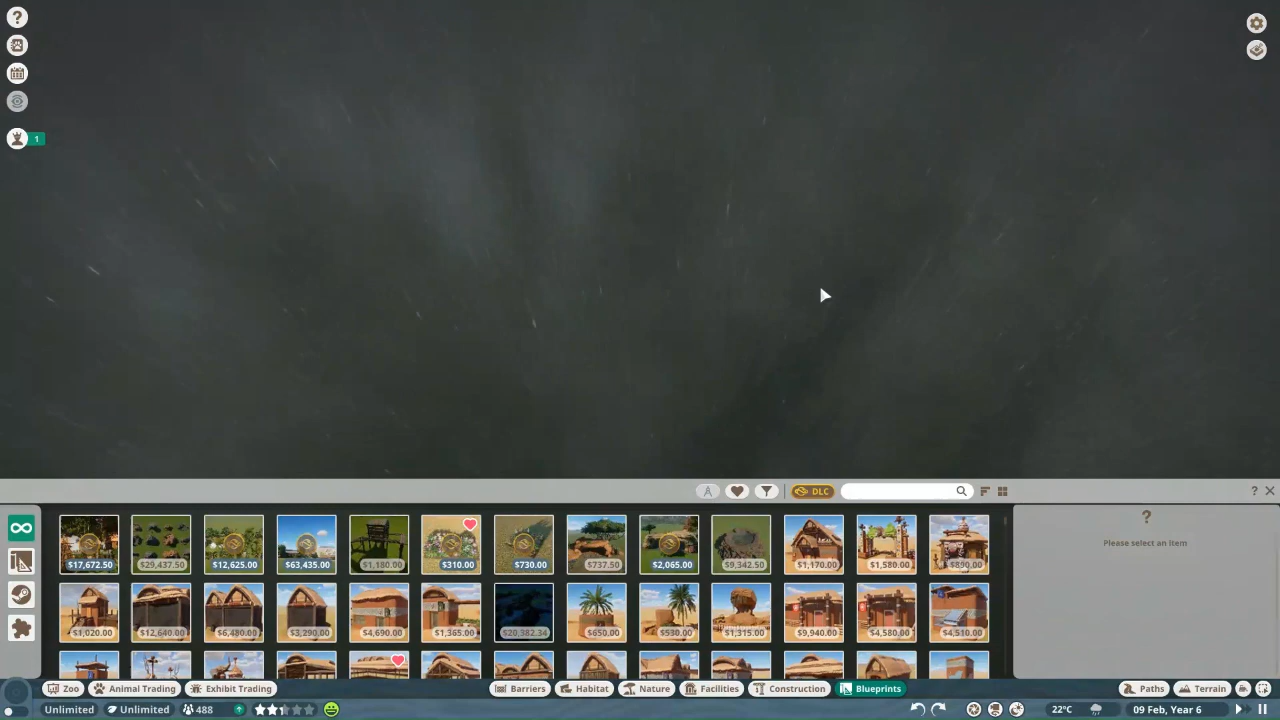 ?
1
DLC
?
$17,672.50 $29,437.50 $12,625.00 $63,435.00 $1,180.00 $310.00 $730.00 $737.50 $2,065.00 $9,342.50 $1,170.00 $1,580.00 $890.00
?
Please select an item
$1,020.00 $12,640.00 $6,480.00 $3,290.00 $4,690.00 $1,365.00 $20,382.34 $650.00 $530.00 $1,315.00 $9,940.00 $4,580.00 $4,510.00
Zoo Animal Trading Exhibit Trading Barriers Habitat Nature Facilities Construction Blueprints Paths Terrain
Unlimited Unlimited 488 22°C 09 Feb, Year 6